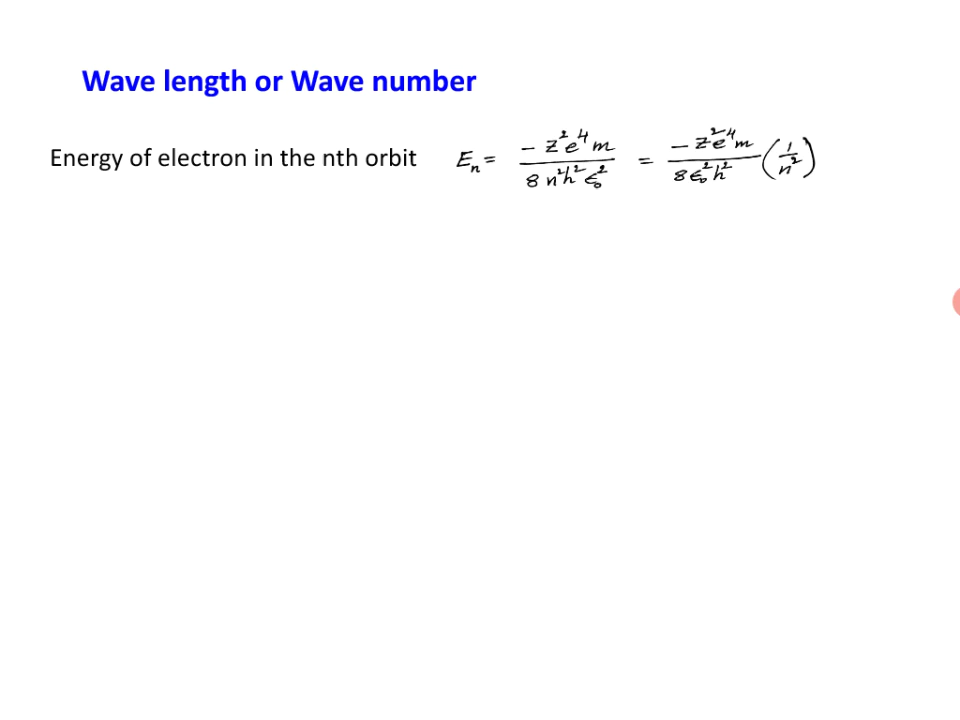 Wave length or Wave number
Energy of electron in the nth orbit Eₙ = - Z²e⁴m / 8n²h²ε₀² = - Z²e⁴m / 8ε₀²h² (1/n²)